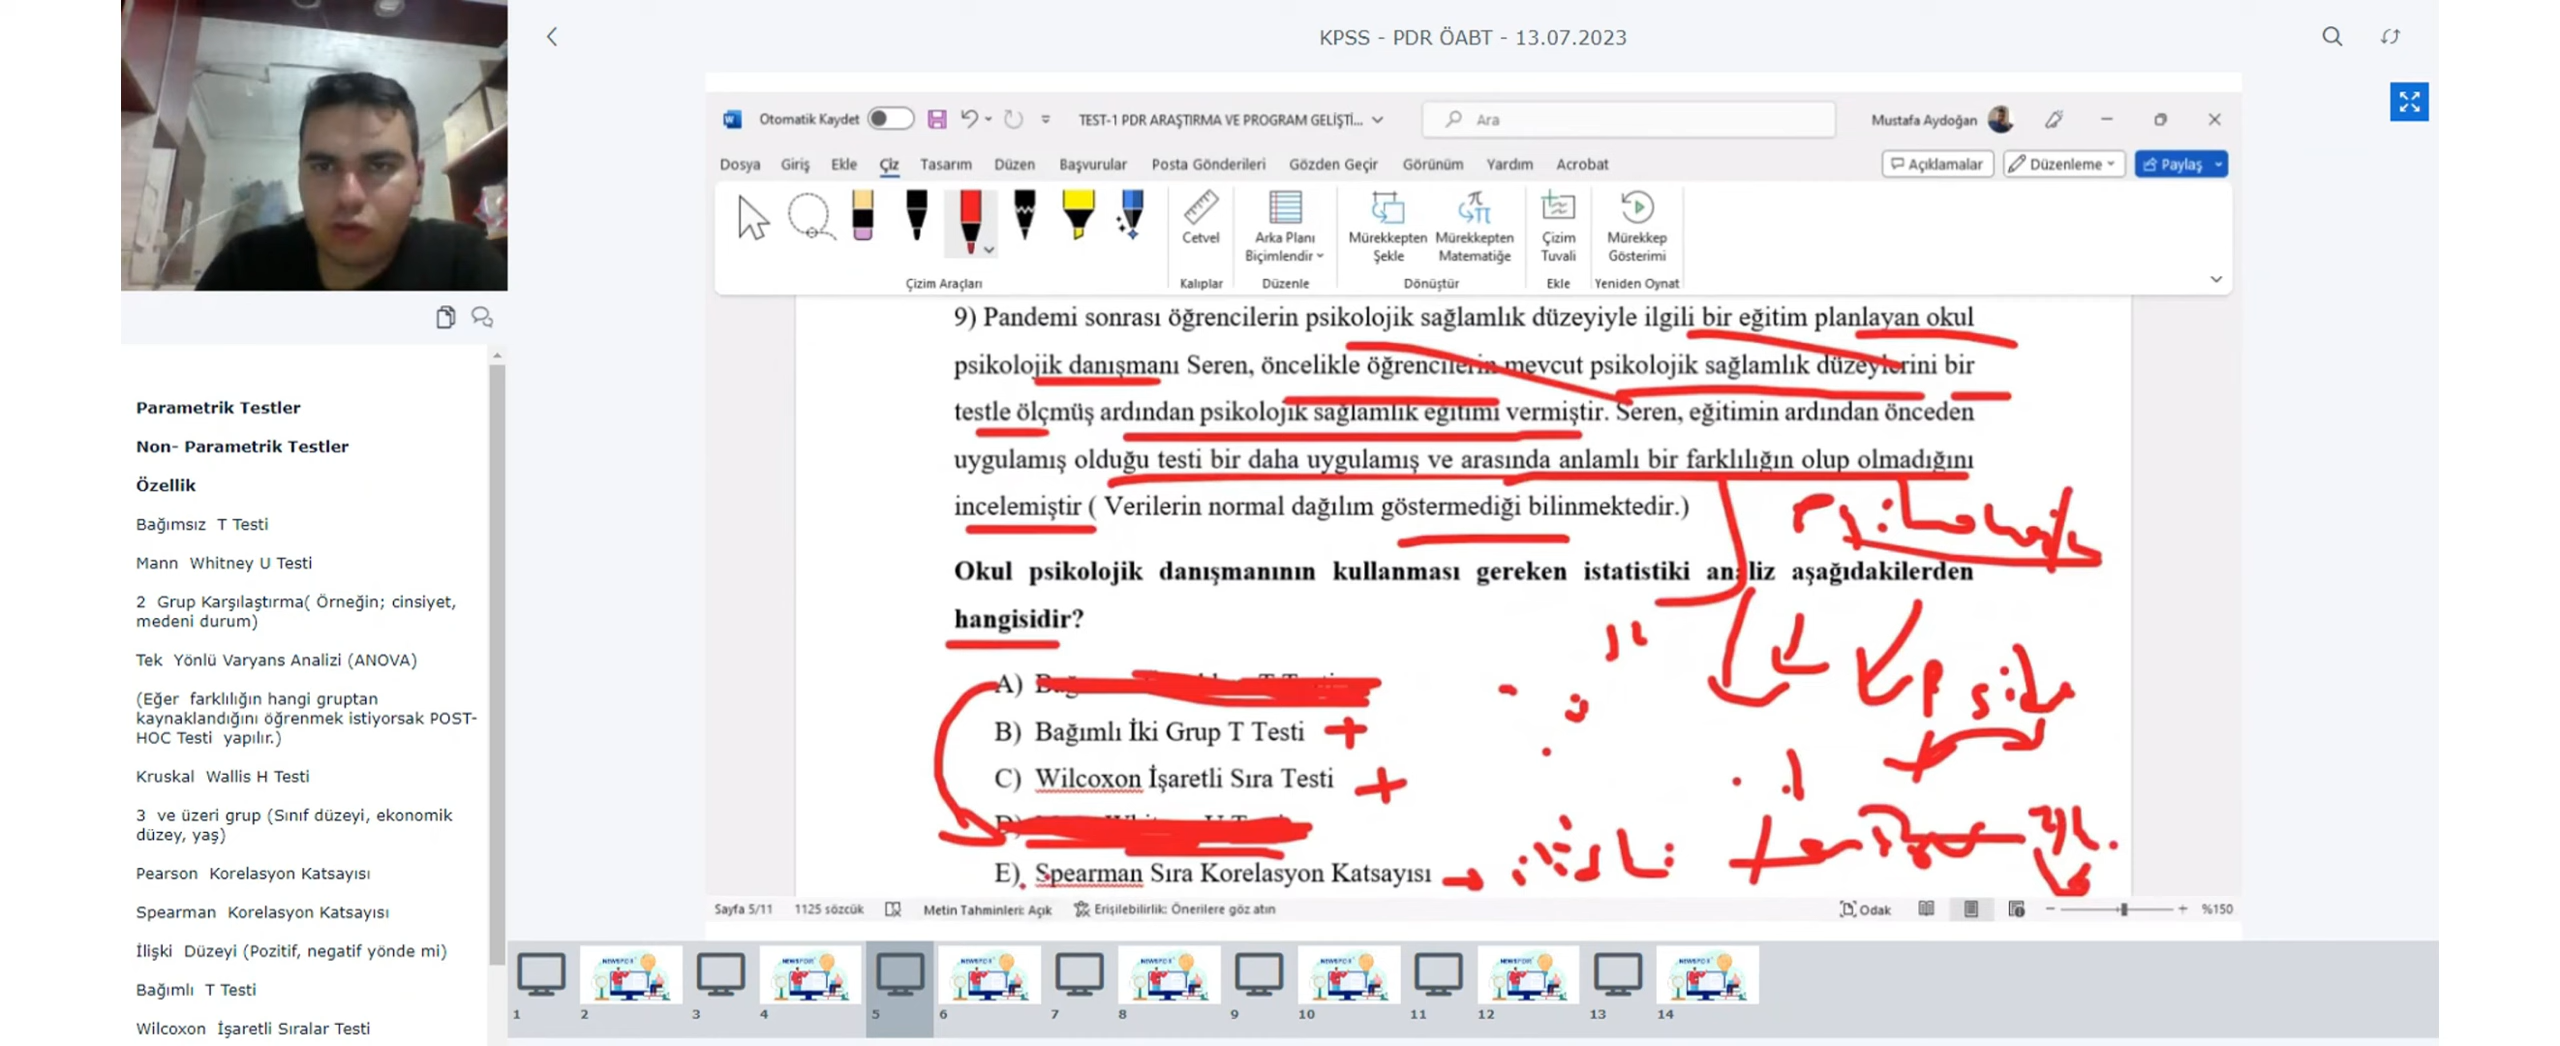 KPSS - PDR ÖABT - 13.07.2023
Otomatik Kaydet
TEST-1 PDR ARAŞTIRMA VE PROGRAM GELİŞTİ...
Ara
Mustafa Aydoğan
Dosya Giriş Ekle Çiz Tasarım Düzen Başvurular Posta Gönderileri Gözden Geçir Görünüm Yardım Acrobat
Açıklamalar Düzenleme Paylaş
Cetvel
Arka Planı
Biçimlendir
Mürekkepten
Şekle
Mürekkepten
Matematiğe
Çizim
Tuvali
Mürekkep
Gösterimi
Çizim Araçları Kalıplar Düzenle Dönüştür Ekle Yeniden Oynat
9) Pandemi sonrası öğrencilerin psikolojik sağlamlık düzeyiyle ilgili bir eğitim planlayan okul
psikolojik danışmanı Seren, öncelikle öğrencilerin mevcut psikolojik sağlamlık düzeylerini bir
testle ölçmüş ardından psikolojik sağlamlık eğitimi vermiştir. Seren, eğitimin ardından önceden
uygulamış olduğu testi bir daha uygulamış ve arasında anlamlı bir farklılığın olup olmadığını
incelemiştir ( Verilerin normal dağılım göstermediği bilinmektedir.)
Psikolojik
Okul psikolojik danışmanının kullanması gereken istatistiki analiz aşağıdakilerden
hangisidir?
A)
B) Bağımlı İki Grup T Testi +
C) Wilcoxon İşaretli Sıra Testi +
D)
E) Spearman Sıra Korelasyon Katsayısı
Sayfa 5/11 1125 sözcük Metin Tahminleri: Açık Erişilebilirlik: Önerilere göz atın
Odak
%150
Parametrik Testler
Non- Parametrik Testler
Özellik
Bağımsız T Testi
Mann Whitney U Testi
2 Grup Karşılaştırma( Örneğin; cinsiyet,
medeni durum)
Tek Yönlü Varyans Analizi (ANOVA)
(Eğer farklılığın hangi gruptan
kaynaklandığını öğrenmek istiyorsak POST-
HOC Testi yapılır.)
Kruskal Wallis H Testi
3 ve üzeri grup (Sınıf düzeyi, ekonomik
düzey, yaş)
Pearson Korelasyon Katsayısı
Spearman Korelasyon Katsayısı
İlişki Düzeyi (Pozitif, negatif yönde mi)
Bağımlı T Testi
Wilcoxon İşaretli Sıralar Testi
1 2 3 4 5 6 7 8 9 10 11 12 13 14